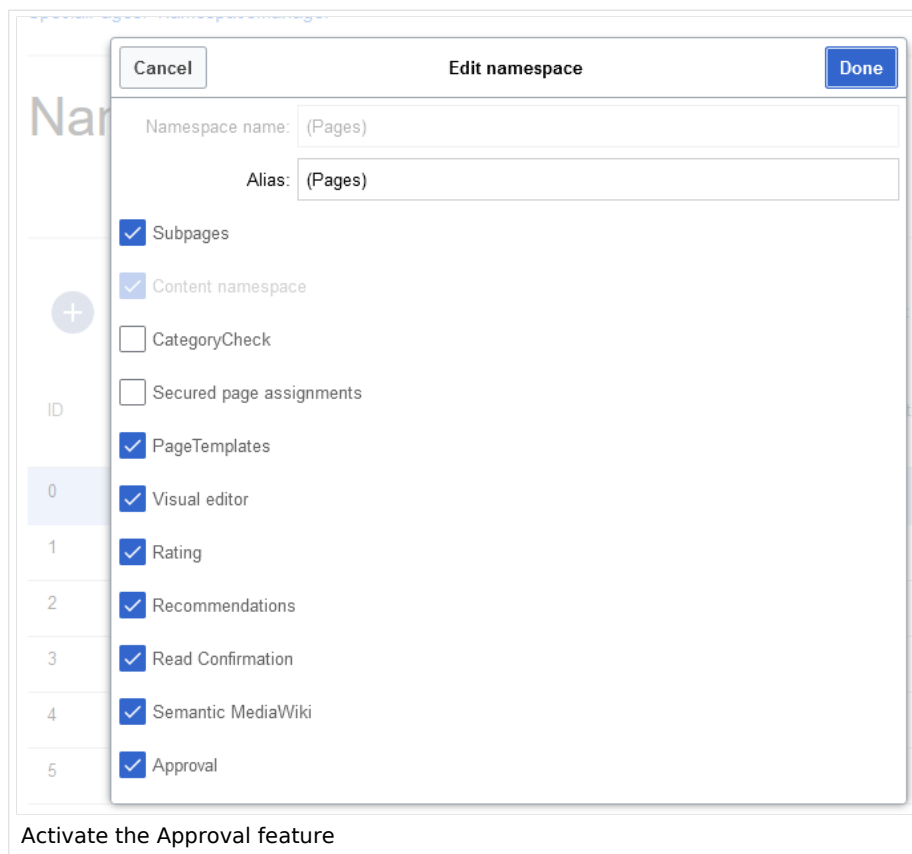 Cancel Edit namespace Done
Nar
Namespace name: (Pages)
Alias: (Pages)
Subpages
Content namespace
CategoryCheck
Secured page assignments
ID
PageTemplates
0 Visual editor
1 Rating
2 Recommendations
3 Read Confirmation
4 Semantic MediaWiki
5 Approval
Activate the Approval feature